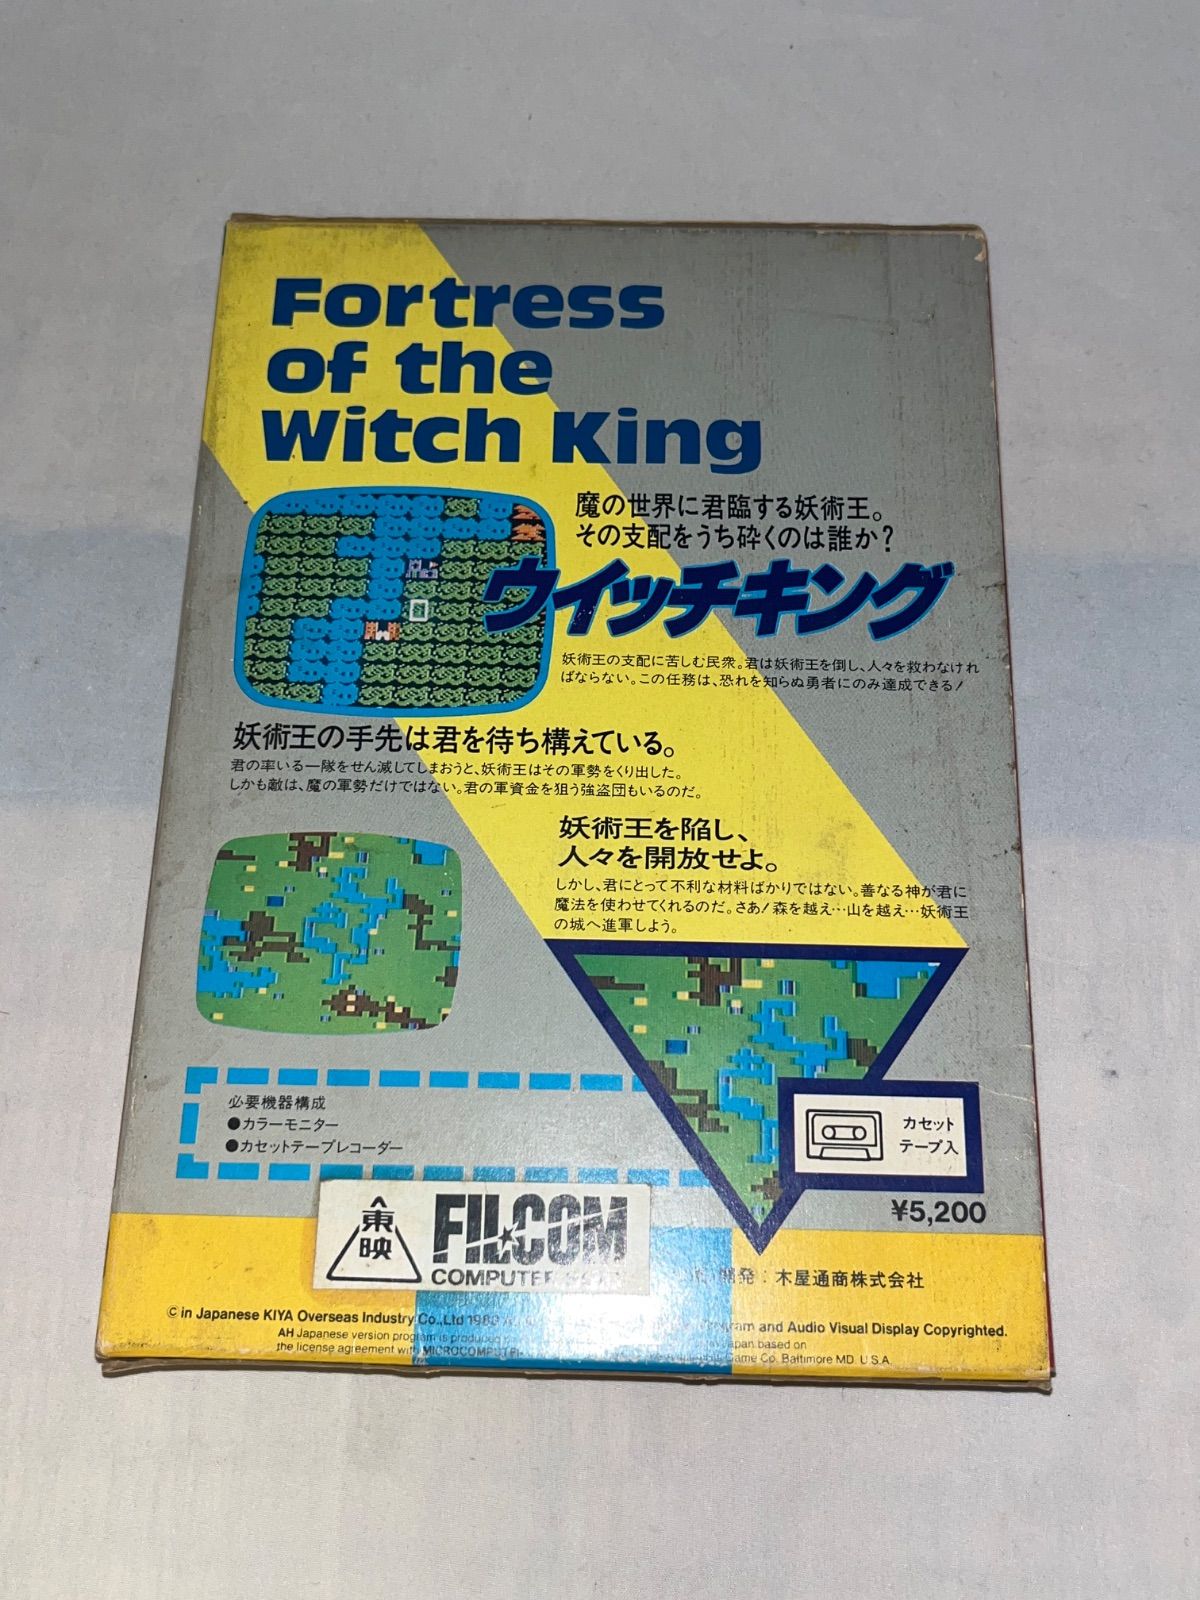 Fortress
of the
Witch King
魔の世界に君臨する妖術王。
その支配をうち砕くのは誰か?
ウイッチキング
妖術王の支配に苦しむ民衆。君は妖術王を倒し、人々を救わなけれ
ばならない。この任務は、恐れを知らぬ勇者にのみ達成できる!
妖術王の手先は君を待ち構えている。
君の率いる一隊をせん滅してしまおうと、妖術王はその軍勢をくり出した。
しかも敵は、魔の軍勢だけではない。君の軍資金を狙う強盗団もいるのだ。
妖術王を陥し、
人々を開放せよ。
しかし、君にとって不利な材料ばかりではない。善なる神が君に
魔法を使わせてくれるのだ。さあ!森を越え…山を越え…妖術王
の城へ進軍しよう。
必要機器構成
●カラーモニター
●カセットテープレコーダー
カセット
テープ入
¥5,200
東映
FILCOM
COMPUTER
開発:木屋通商株式会社
© in Japanese KIYA Overseas Industry Co.,Ltd and Audio Visual Display Copyrighted.
AH Japanese version program is produced Japan based on
the license agreement with Game Co. Baltimore MD. U.S.A.